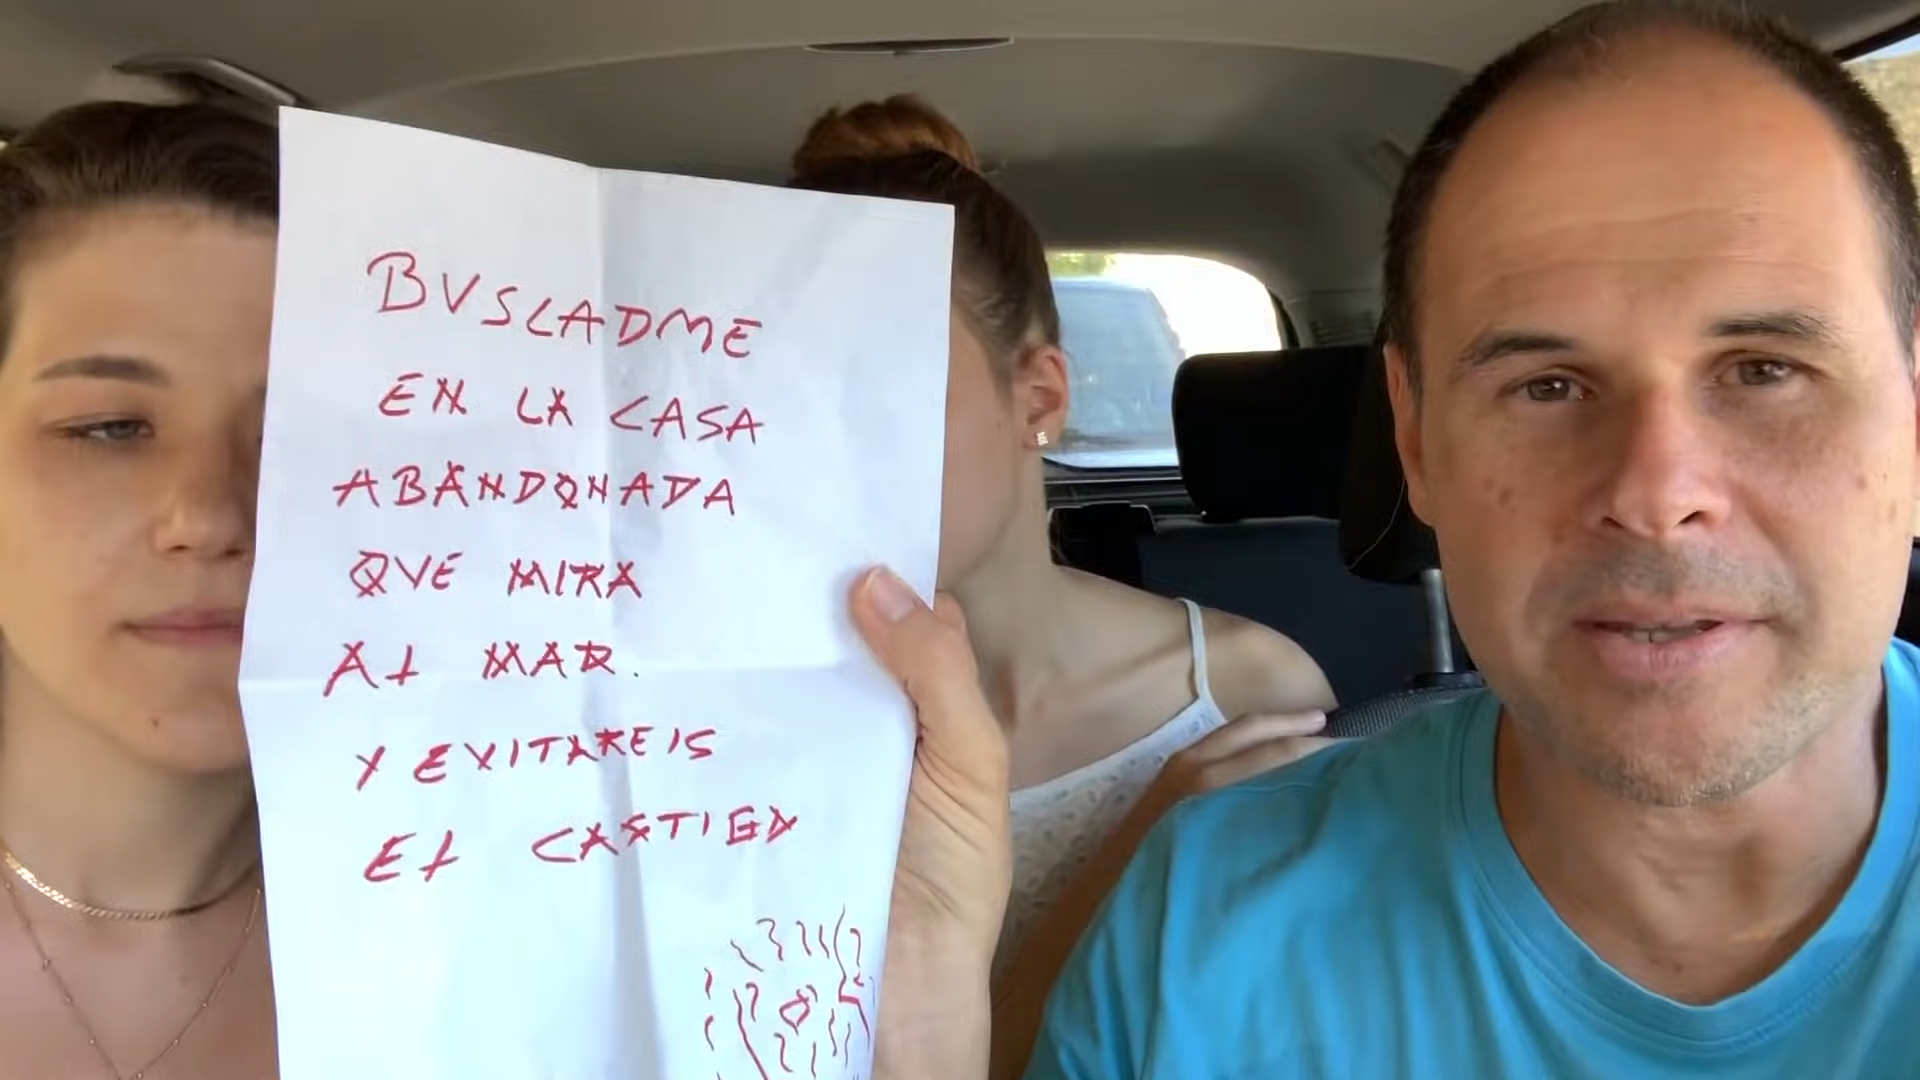 BUSCADME
EN LA CASA
ABANDONADA
QUE MIRA
AL MAR.
Y EVITAREIS
EL CASTIGO